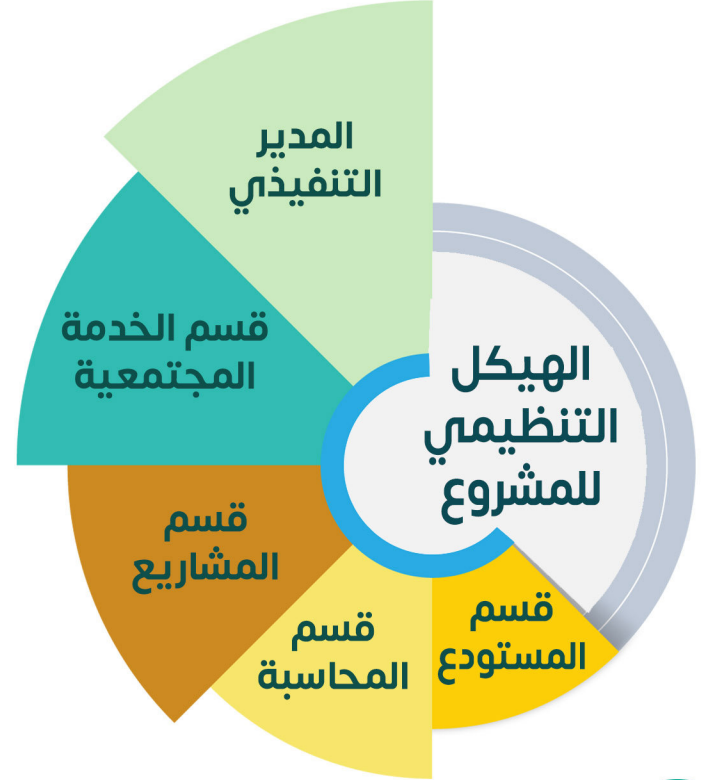 الهيكل
التنظيمي
للمشروع
المدير
التنفيذي
قسم الخدمة
المجتمعية
قسم
المشاريع
قسم
المحاسبة
قسم
المستودع